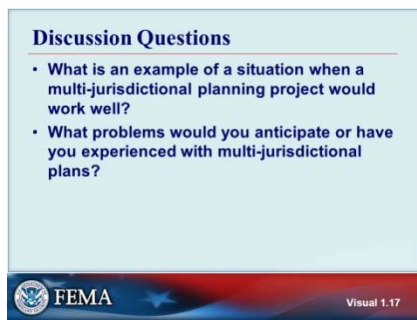 Discussion Questions
• What is an example of a situation when a
multi-jurisdictional planning project would
work well?
• What problems would you anticipate or have
you experienced with multi-jurisdictional
plans?
FEMA
Visual 1.17